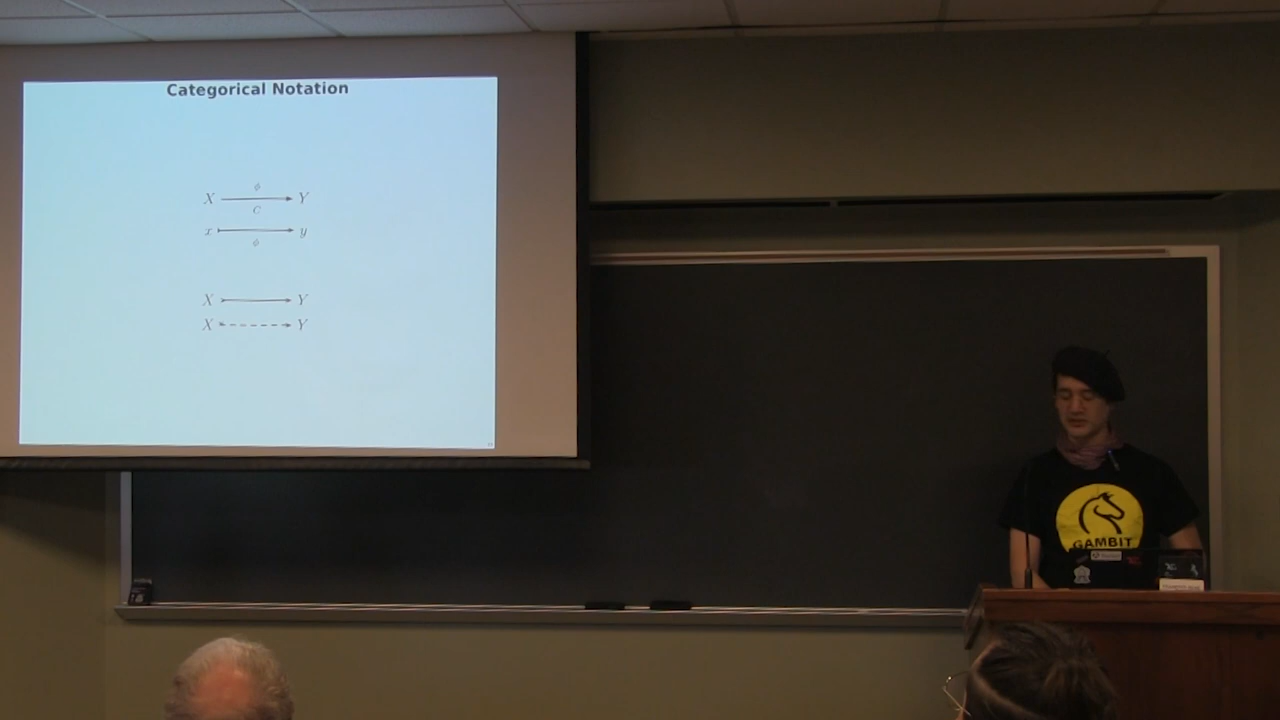 Categorical Notation
ϕ
X Y
C
x y
ϕ
X Y
X Y
GAMBIT